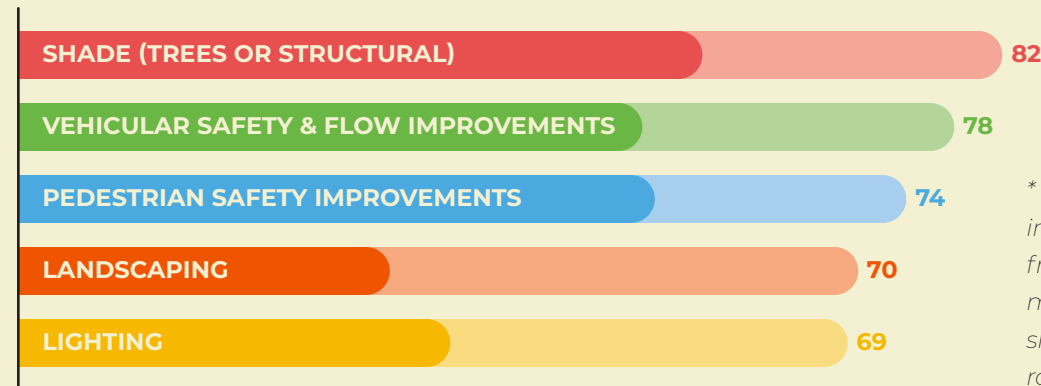 SHADE (TREES OR STRUCTURAL) 82
VEHICULAR SAFETY & FLOW IMPROVEMENTS 78
PEDESTRIAN SAFETY IMPROVEMENTS 74
*
LANDSCAPING 70
LIGHTING 69